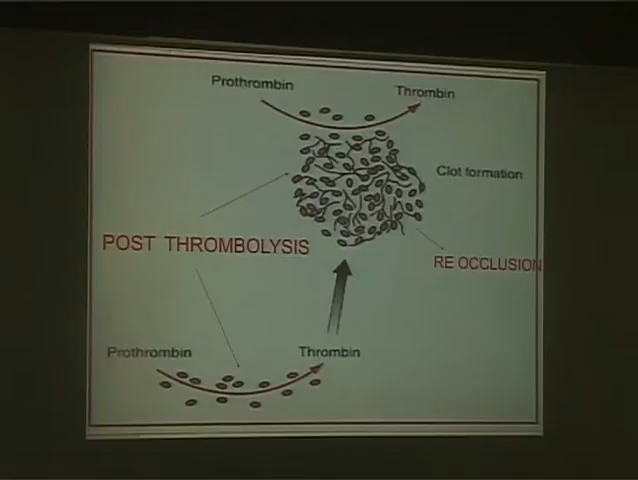 Prothrombin
Thrombin
Clot formation
POST THROMBOLYSIS
RE OCCLUSION
Prothrombin
Thrombin